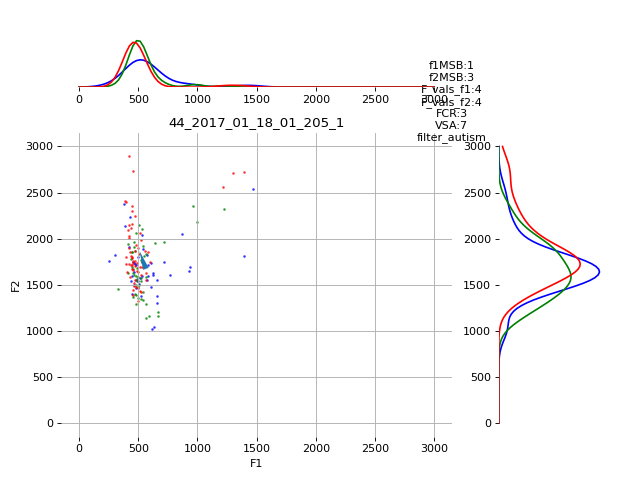 f1MSB:1
f2MSB:3
F_vals_f1:4
0 500 1000 1500 2000 2500 3000
F_vals_f2:4
FCR:3
VSA:7
filter_autism
44_2017_01_18_01_205_1
3000 3000
2500 2500
2000 2000
1500 1500
1000 1000
500 500
0 0
F2
0 500 1000 1500 2000 2500 3000
F1